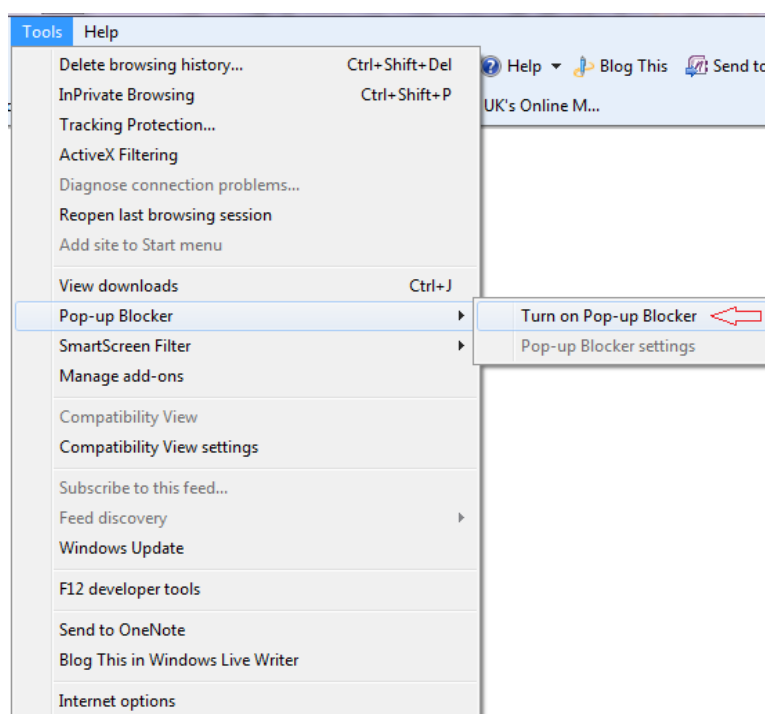 Tools Help
Delete browsing history... Ctrl+Shift+Del
Help Blog This Send to
InPrivate Browsing Ctrl+Shift+P
UK's Online M...
Tracking Protection...
ActiveX Filtering
Diagnose connection problems...
Reopen last browsing session
Add site to Start menu
View downloads Ctrl+J
Pop-up Blocker
Turn on Pop-up Blocker
SmartScreen Filter
Pop-up Blocker settings
Manage add-ons
Compatibility View
Compatibility View settings
Subscribe to this feed...
Feed discovery
Windows Update
F12 developer tools
Send to OneNote
Blog This in Windows Live Writer
Internet options